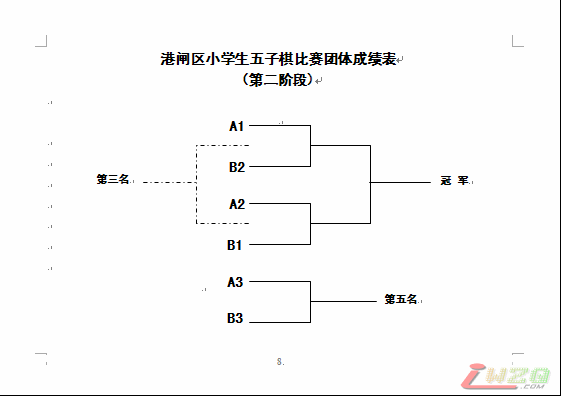 港闸区小学生五子棋比赛团体成绩表
（第二阶段）
A1
B2
第三名
冠 军
A2
B1
A3
第五名
B3
8
iWZQ
.COM